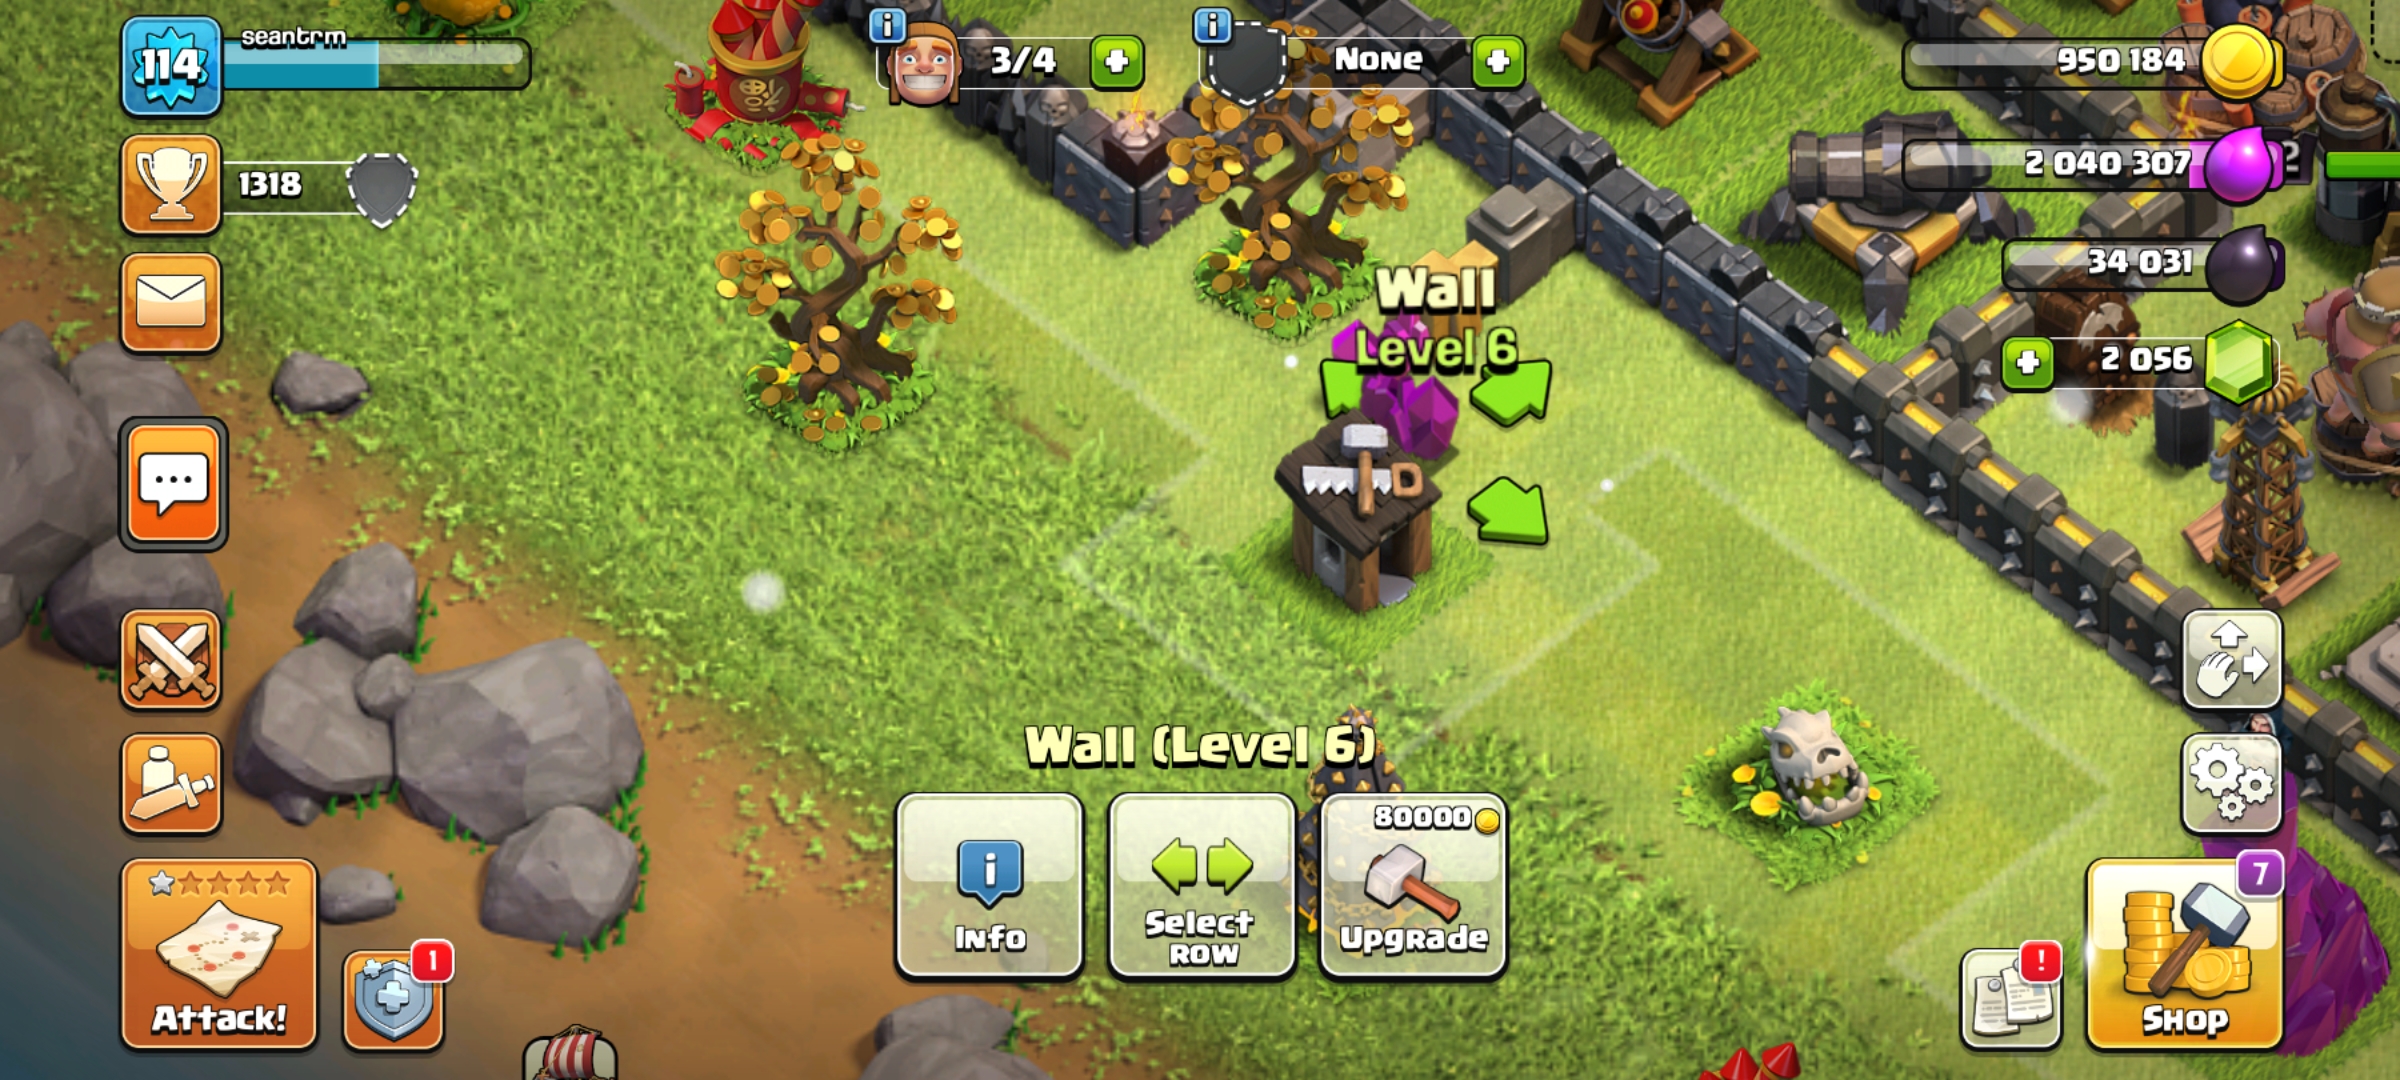 114
seantrm
3/4
None
950 184
1318
2 040 307
34 031
Wall
Level 6
2 056
Wall (Level 6)
Info
Select
Row
80000
Upgrade
Attack!
1
!
7
Shop